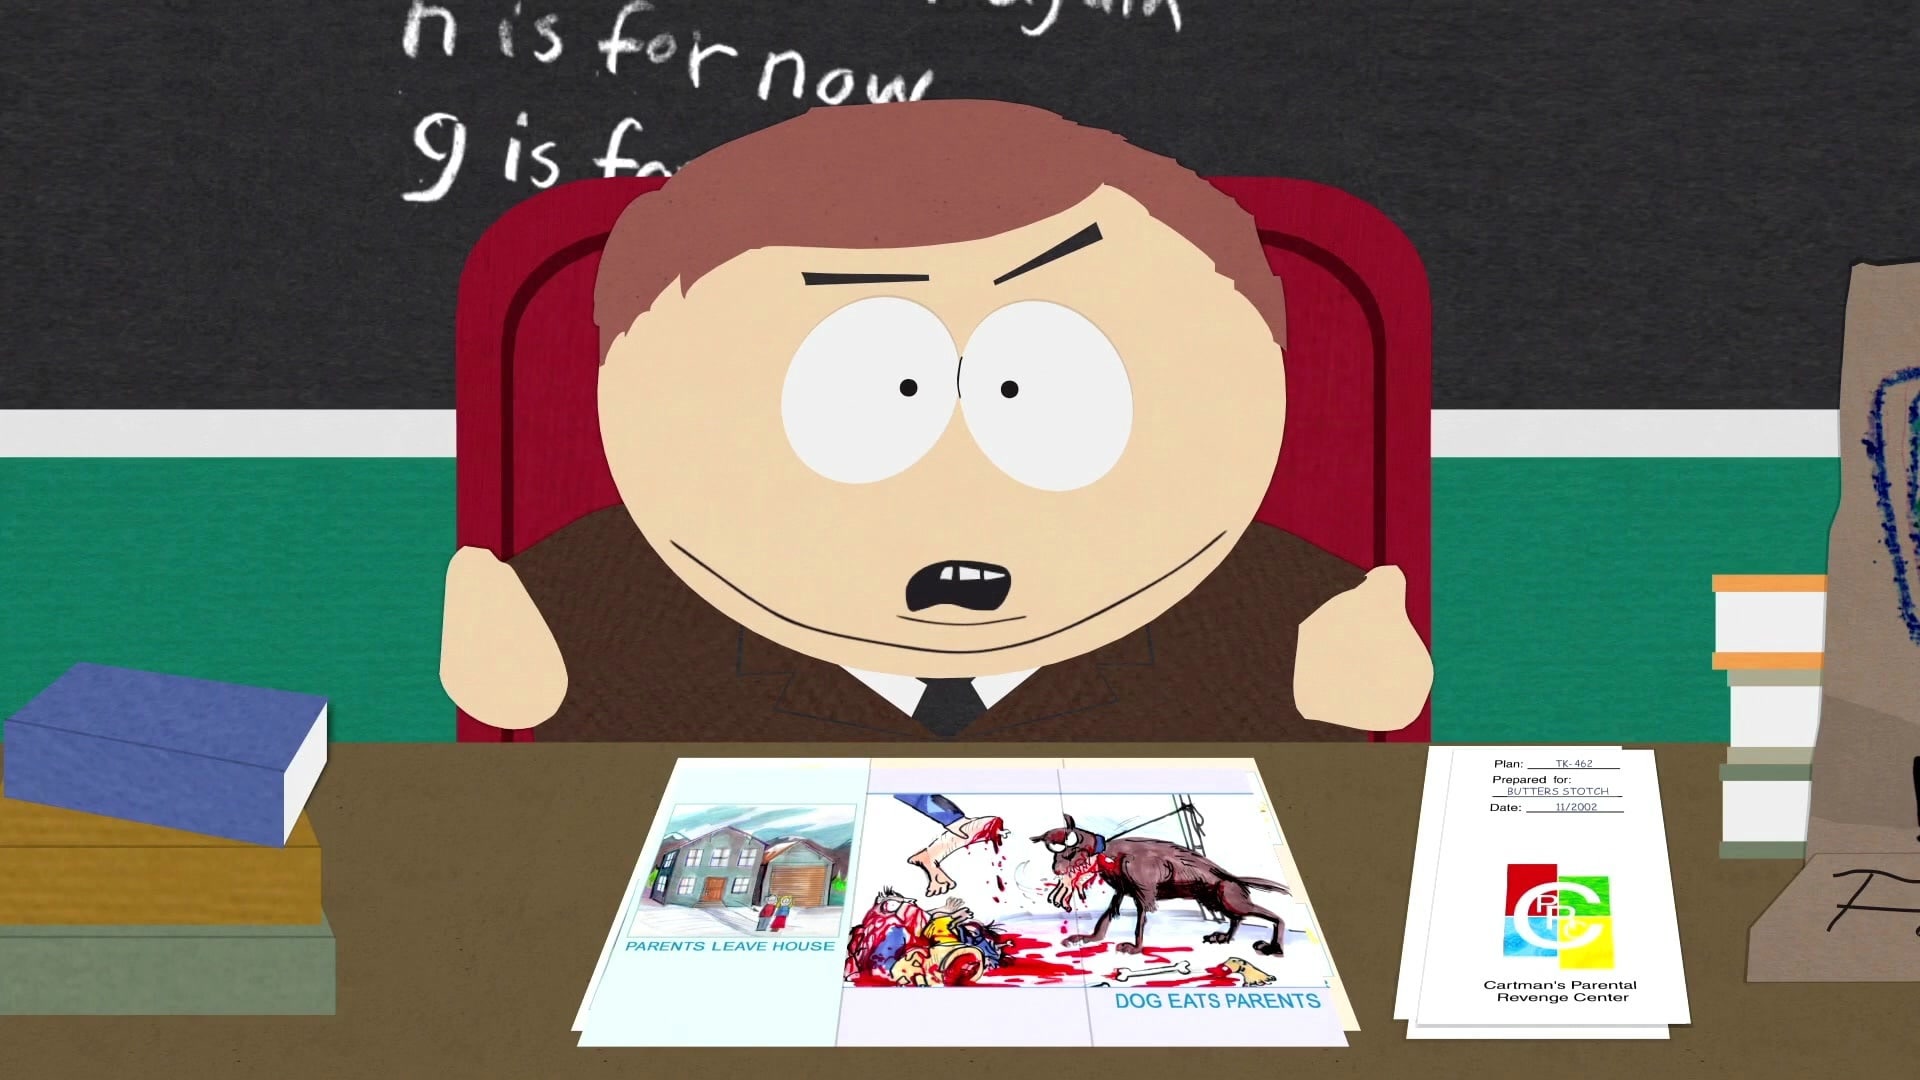 n is for now
g is
PARENTS LEAVE HOUSE
DOG EATS PARENTS
Plan: TK-462
Prepared for:
BUTTERS STOTCH
Date: 11/2002
CPRC
Cartman's Parental
Revenge Center